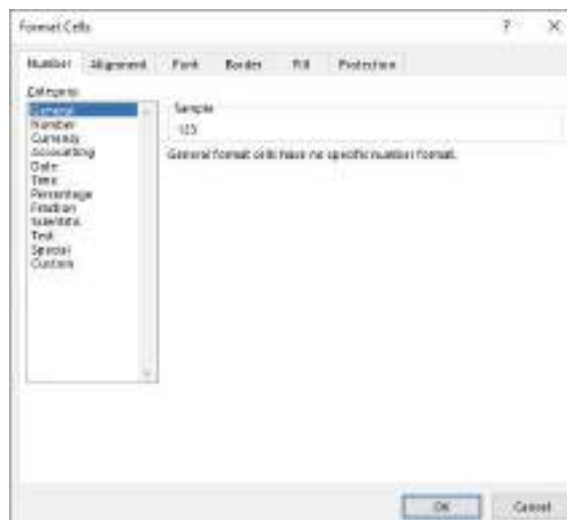 Format Cells ? ✕
Number Alignment Font Border Fill Protection
Category:
General
Number
Currency
Accounting
Date
Time
Percentage
Fraction
Scientific
Text
Special
Custom
Sample
123
General format cells have no specific number format.
OK Cancel